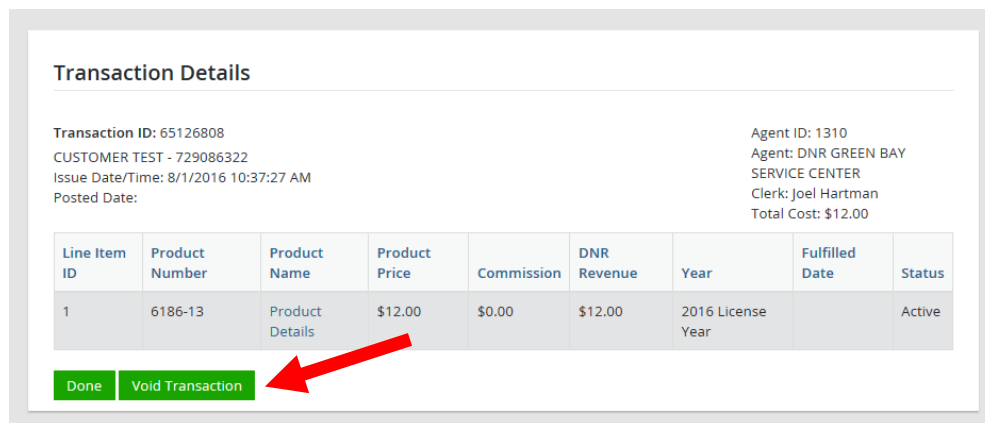 Transaction Details
Transaction ID: 65126808
CUSTOMER TEST - 729086322
Issue Date/Time: 8/1/2016 10:37:27 AM
Posted Date:
Agent ID: 1310
Agent: DNR GREEN BAY
SERVICE CENTER
Clerk: Joel Hartman
Total Cost: $12.00
Line Item ID Product Number Product Name Product Price Commission DNR Revenue Year Fulfilled Date Status
1 6186-13 Product Details $12.00 $0.00 $12.00 2016 License Year Active
Done Void Transaction